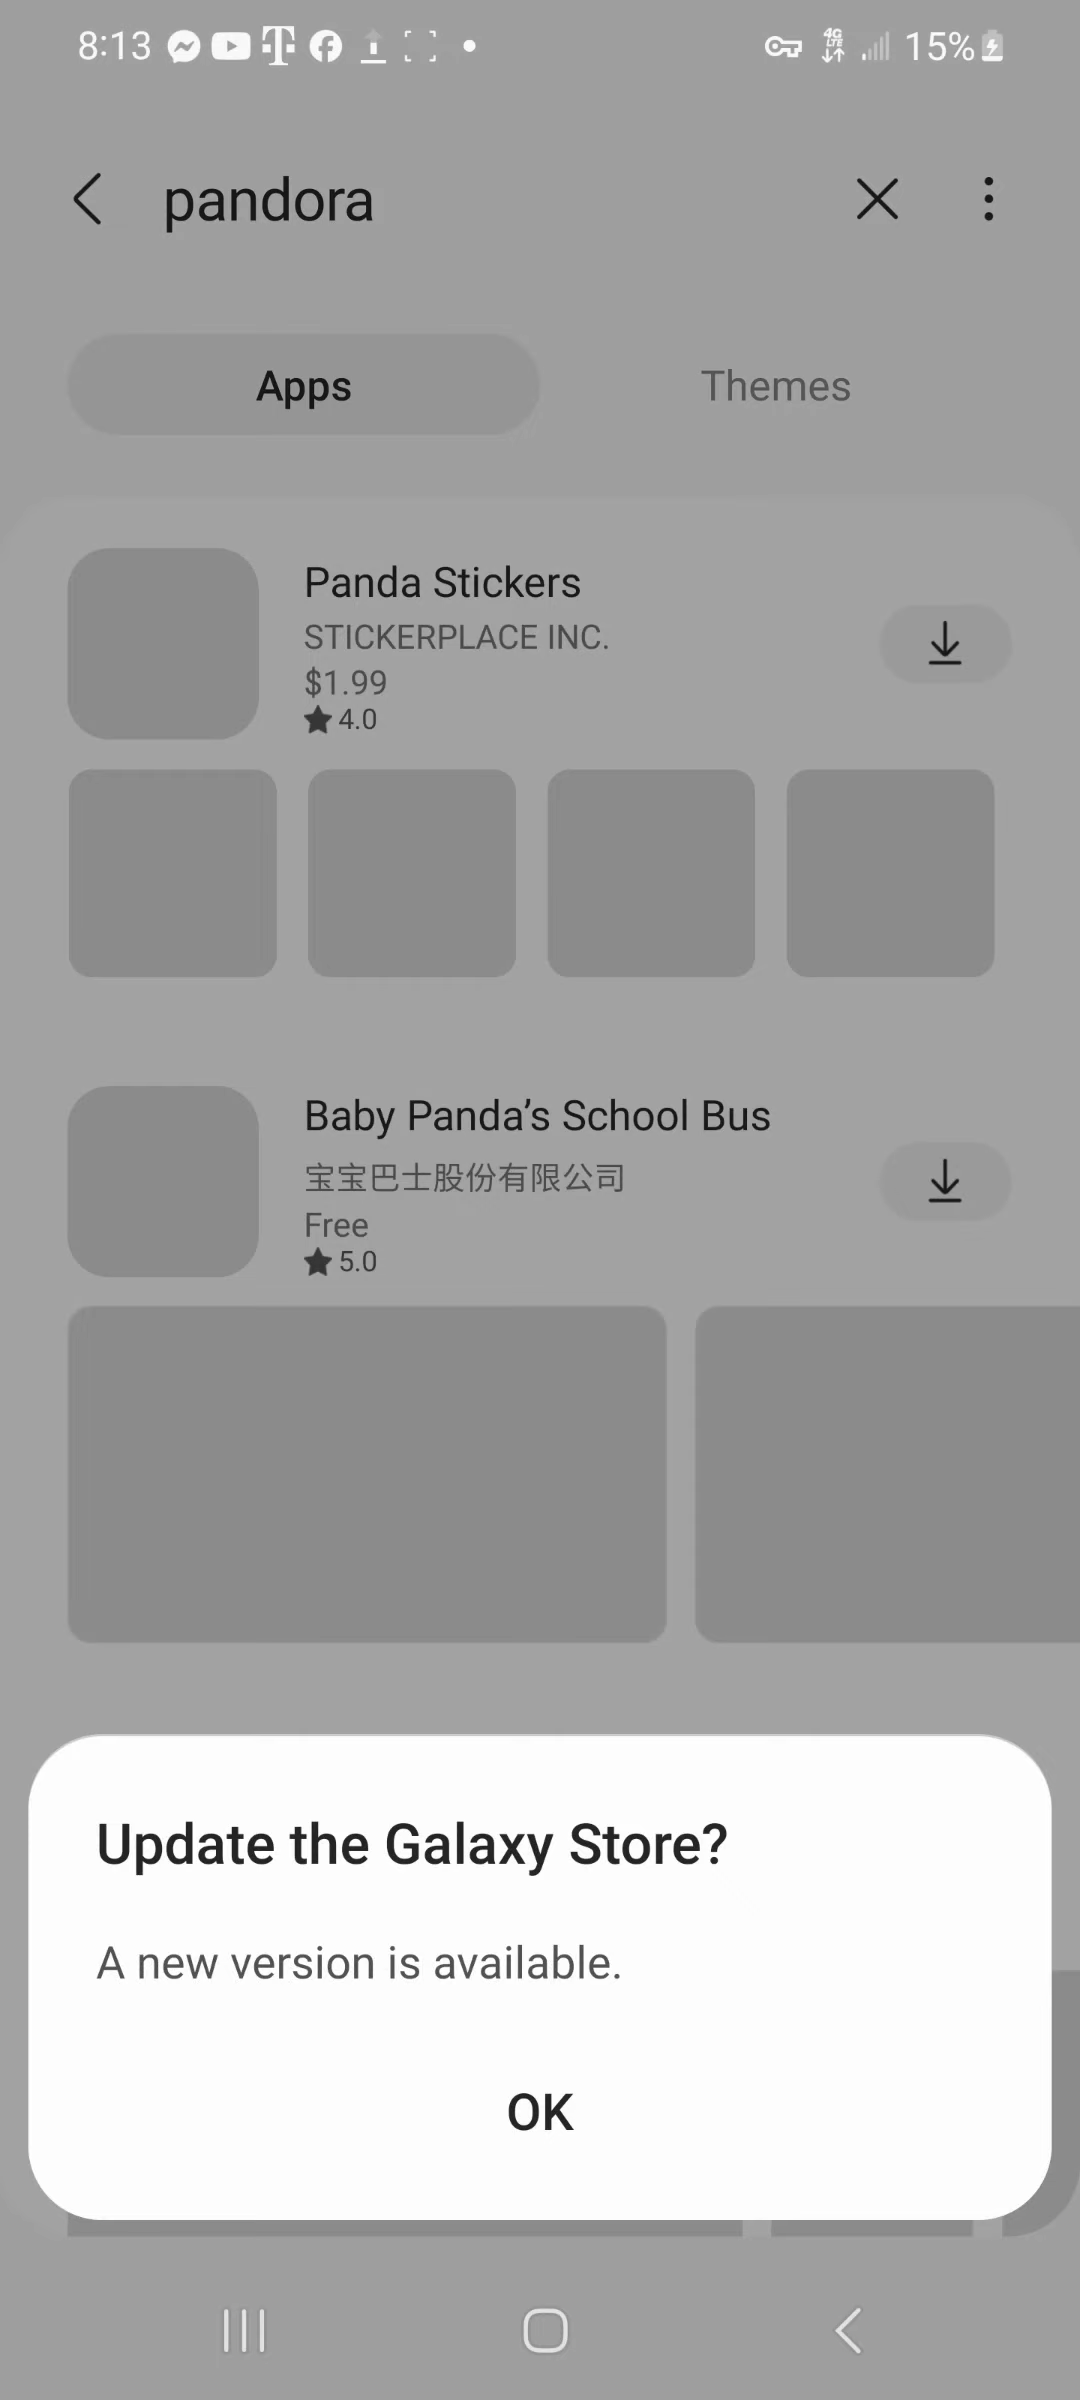 8:13
4G LTE 15%
pandora
Apps
Themes
Panda Stickers
STICKERPLACE INC.
$1.99
4.0
Baby Panda’s School Bus
宝宝巴士股份有限公司
Free
5.0
Update the Galaxy Store?
A new version is available.
OK